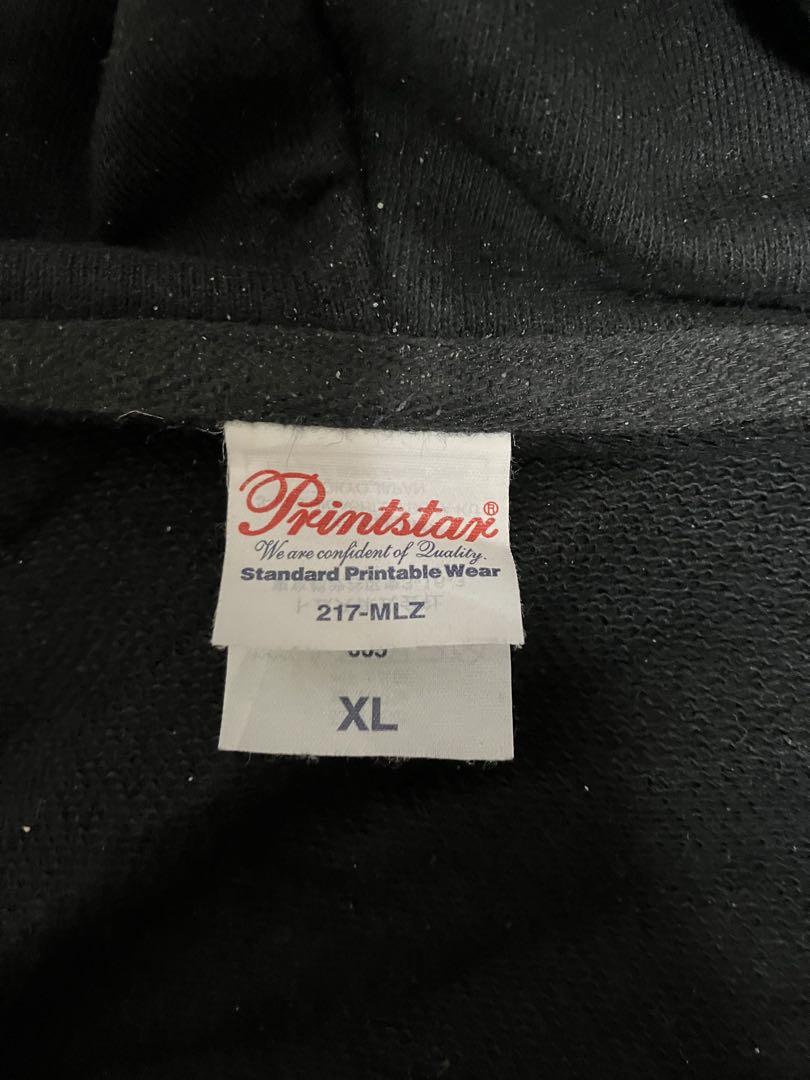 Printstar®
We are confident of Quality.
Standard Printable Wear
217-MLZ
XL